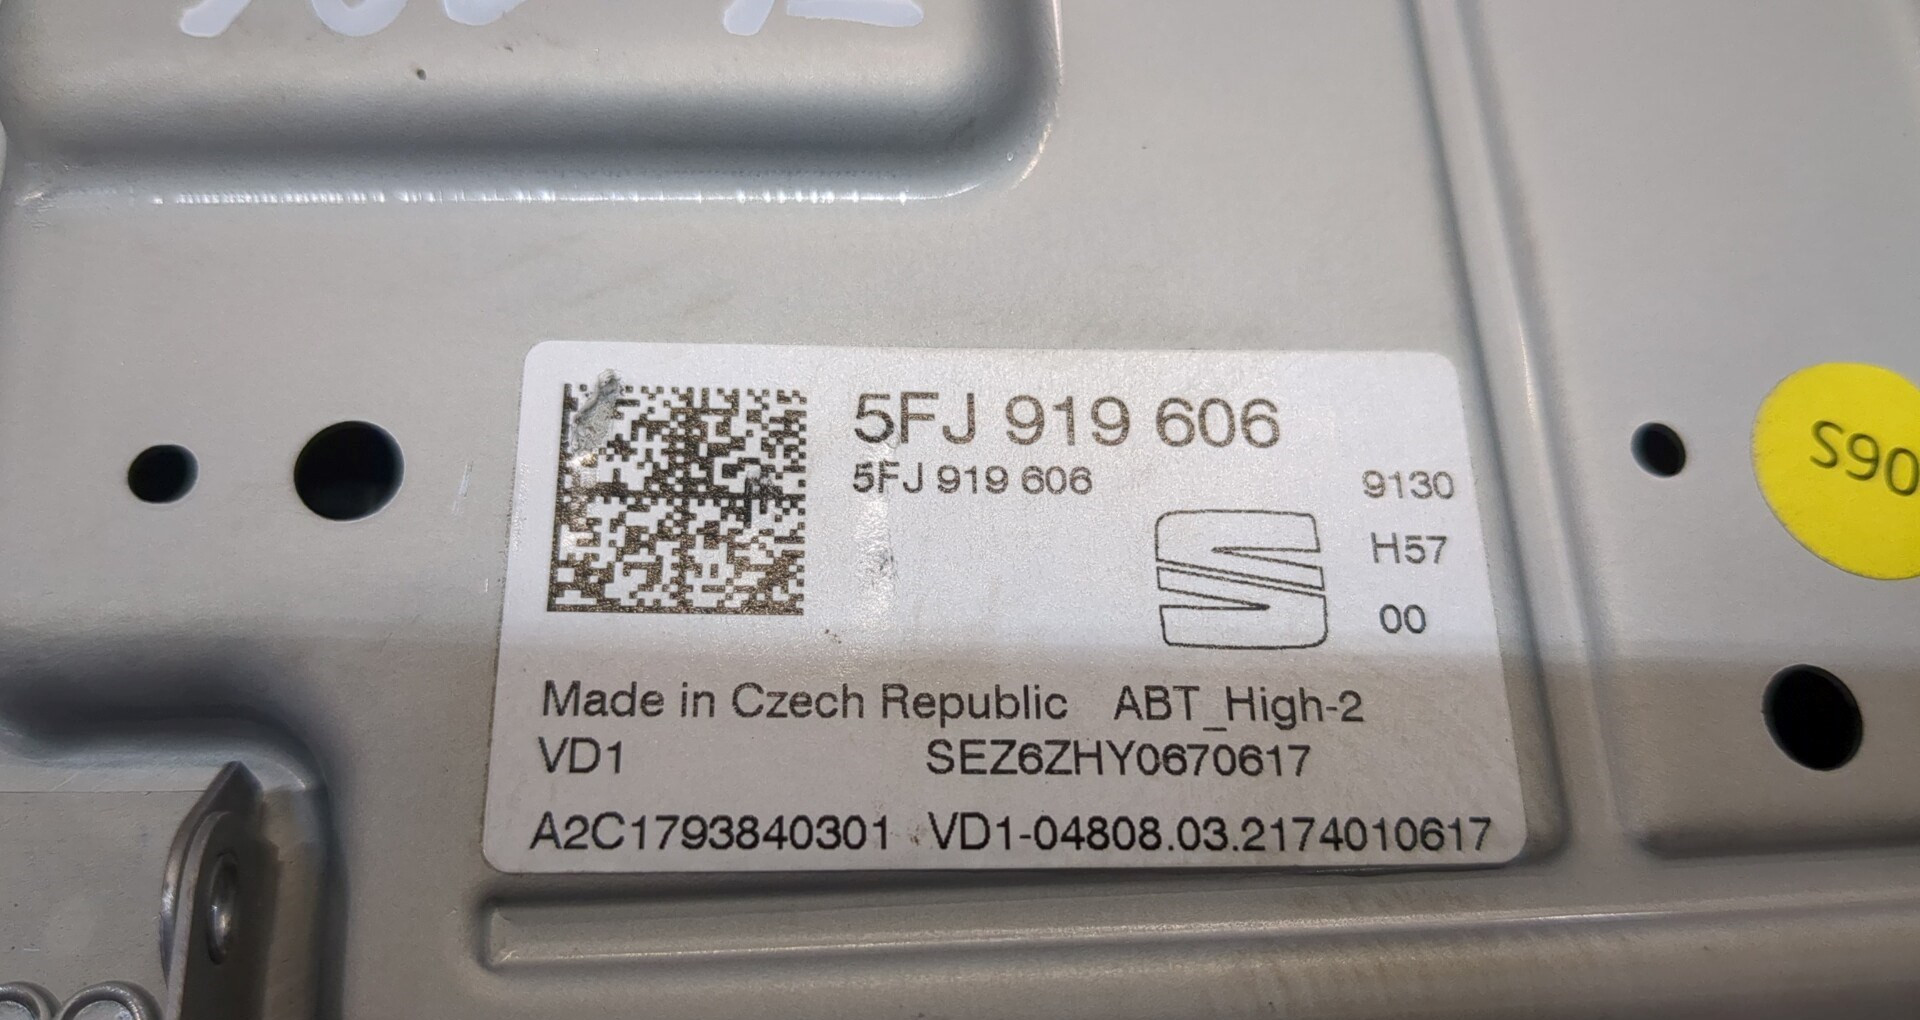 5FJ 919 606
5FJ 919 606
9130
H57
00
Made in Czech Republic ABT_High-2
VD1 SEZ6ZHY0670617
A2C1793840301 VD1-04808.03.2174010617